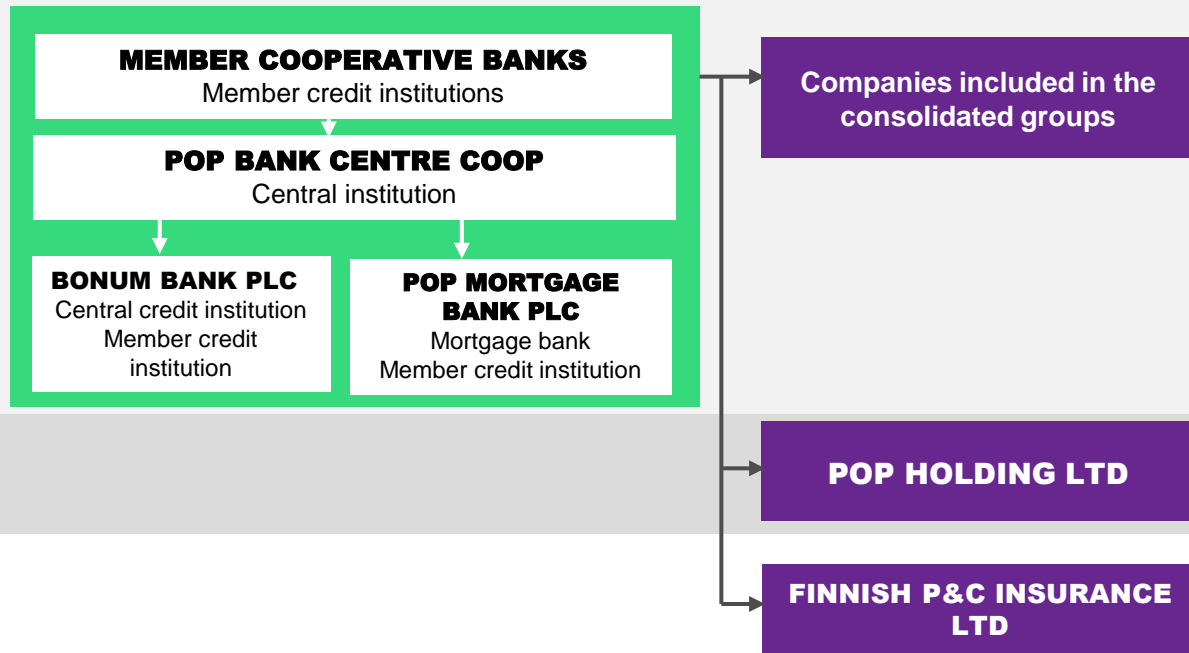 MEMBER COOPERATIVE BANKS
Member credit institutions
POP BANK CENTRE COOP
Central institution
BONUM BANK PLC
Central credit institution
Member credit
institution
POP MORTGAGE
BANK PLC
Mortgage bank
Member credit institution
Companies included in the
consolidated groups
POP HOLDING LTD
FINNISH P&C INSURANCE
LTD